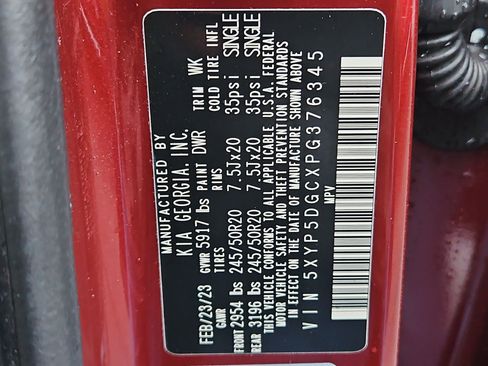 MANUFACTURED BY
KIA GEORGIA, INC.
FEB/23/23 GVWR 5917 lbs PAINT DWR TRIM WK
GAWR TIRES COLD TIRE INFL
FRONT 2954 lbs 245/50R20 7.5Jx20 35psi SINGLE
REAR 3196 lbs 245/50R20 7.5Jx20 35psi SINGLE
THIS VEHICLE CONFORMS TO ALL APPLICABLE U.S.A. FEDERAL
MOTOR VEHICLE SAFETY AND THEFT PREVENTION STANDARDS
IN EFFECT ON THE DATE OF MANUFACTURE SHOWN ABOVE
VIN 5XYP5DGCXPG376345
MPV